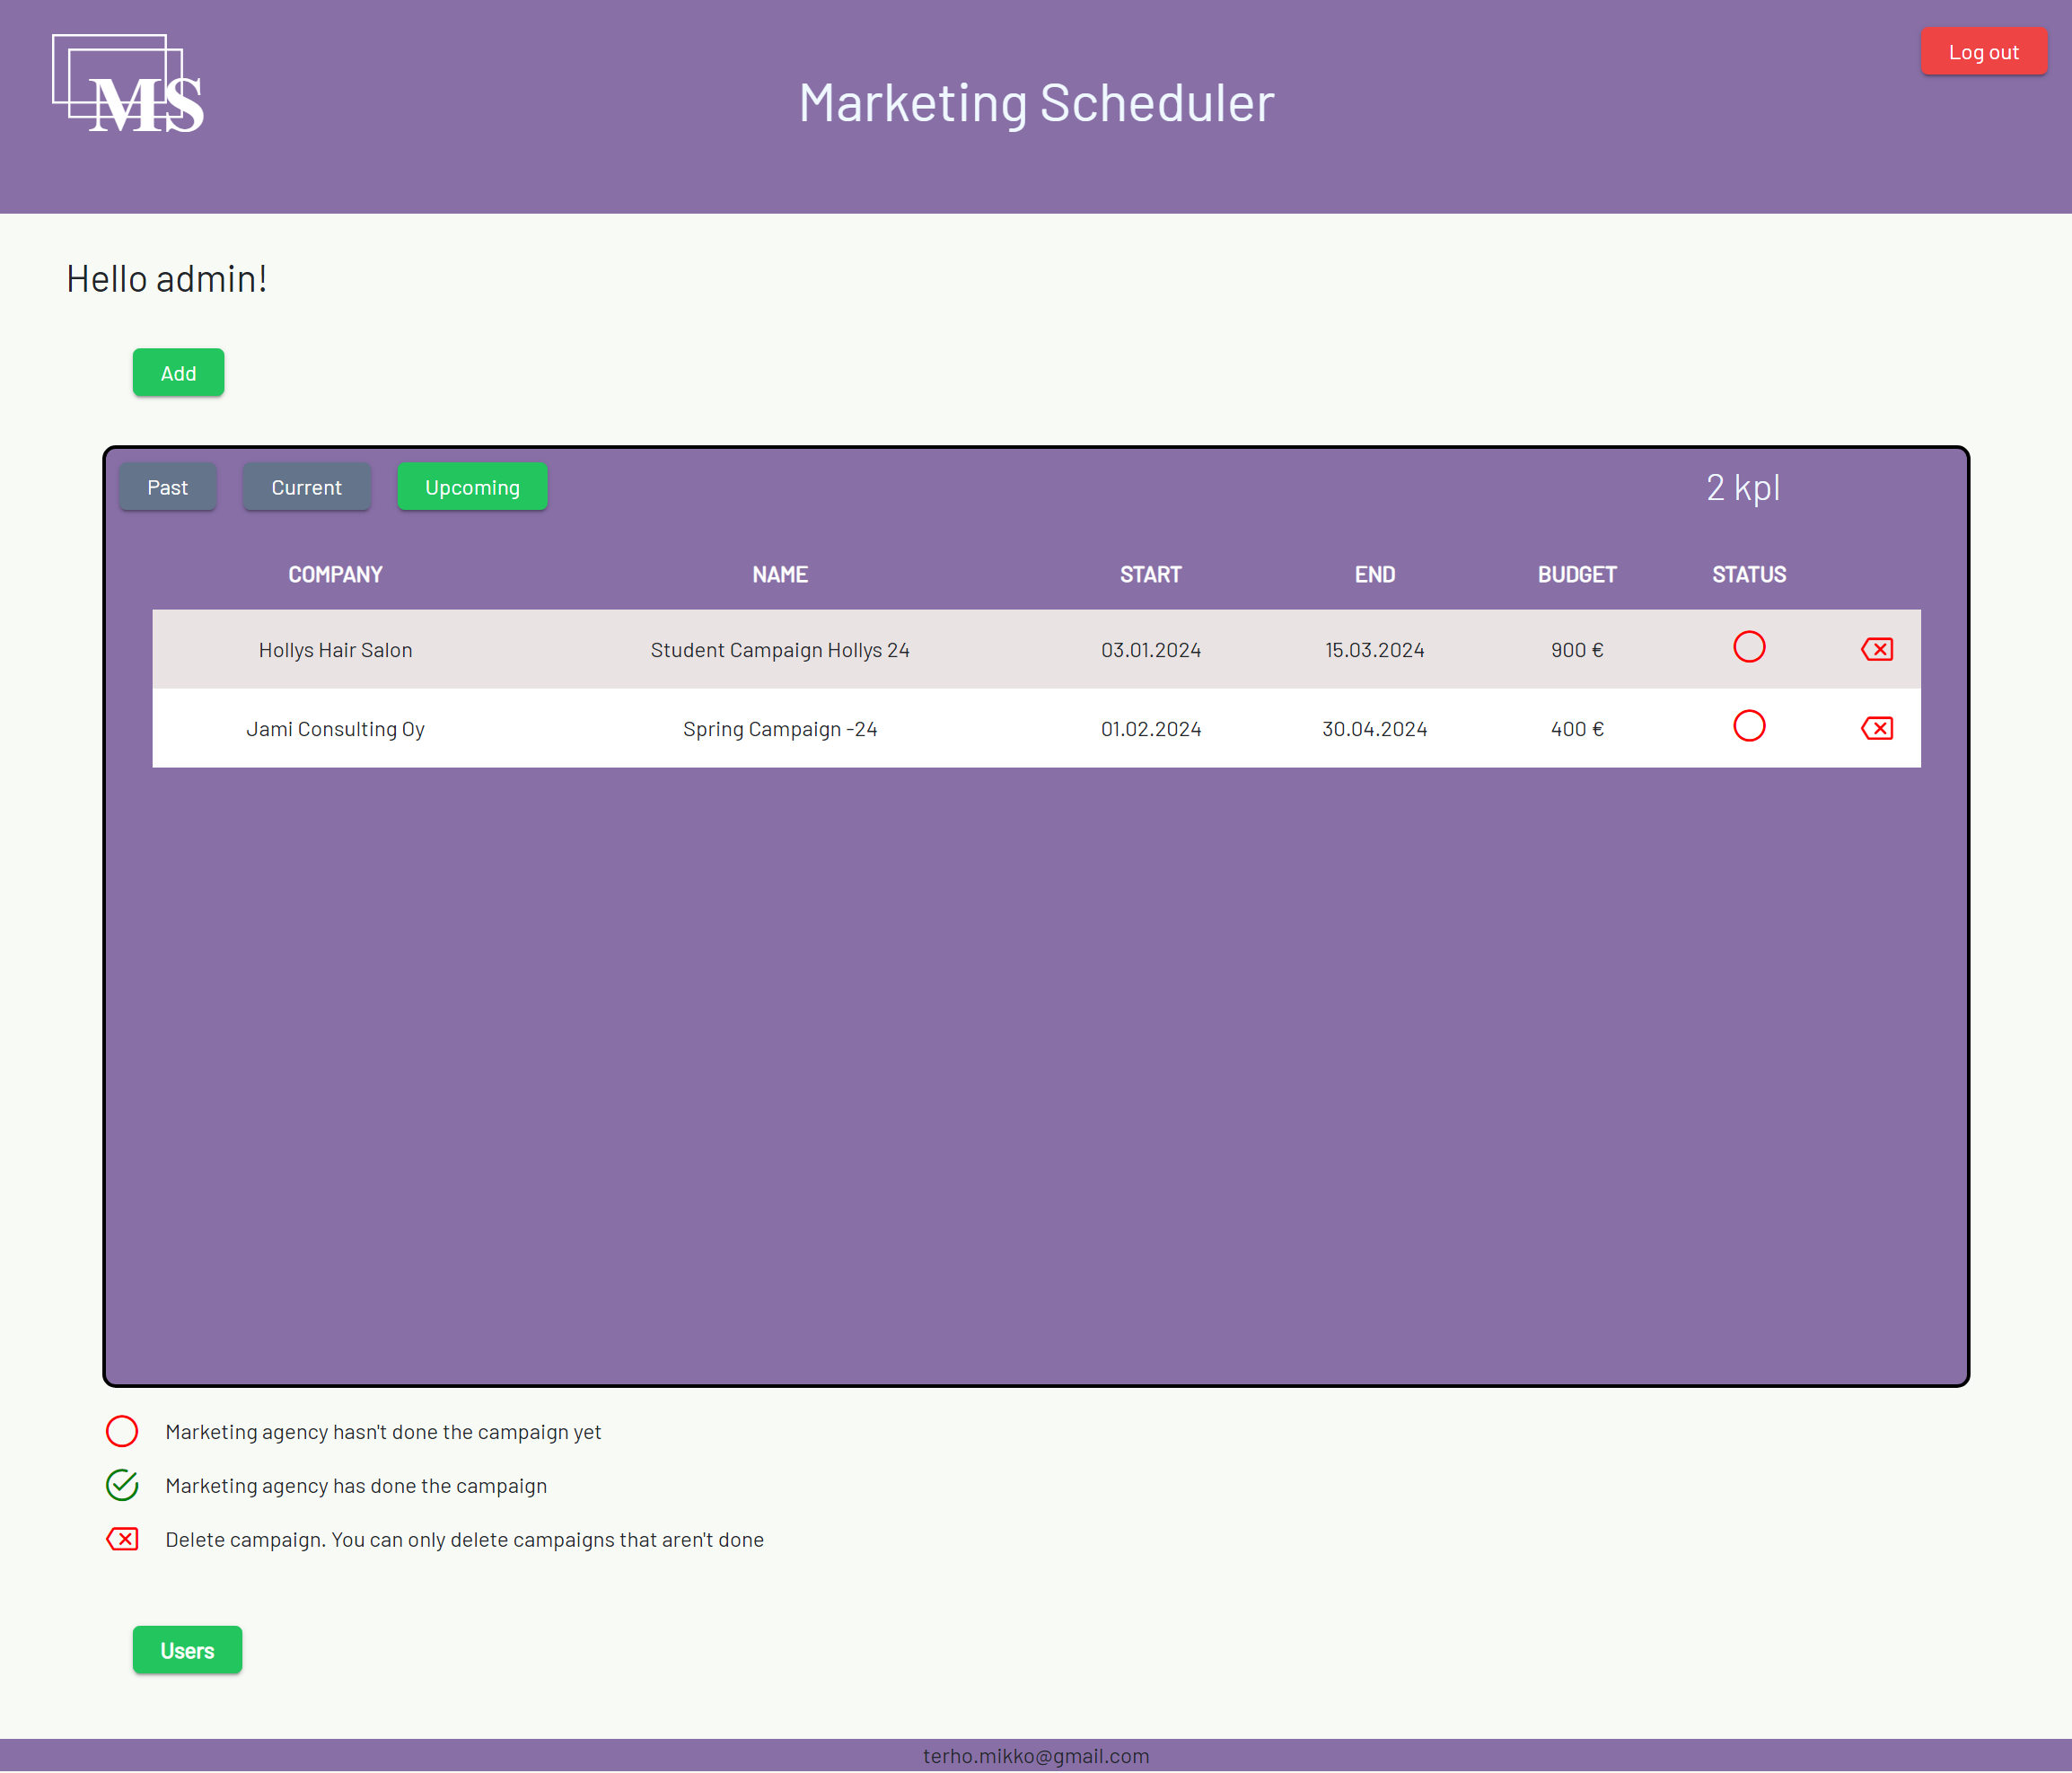 MS
Log out
Marketing Scheduler
Hello admin!
Add
Past Current Upcoming 2 kpl
COMPANY NAME START END BUDGET STATUS
Hollys Hair Salon Student Campaign Hollys 24 03.01.2024 15.03.2024 900 €
Jami Consulting Oy Spring Campaign -24 01.02.2024 30.04.2024 400 €
Marketing agency hasn't done the campaign yet
Marketing agency has done the campaign
Delete campaign. You can only delete campaigns that aren't done
Users
terho.mikko@gmail.com